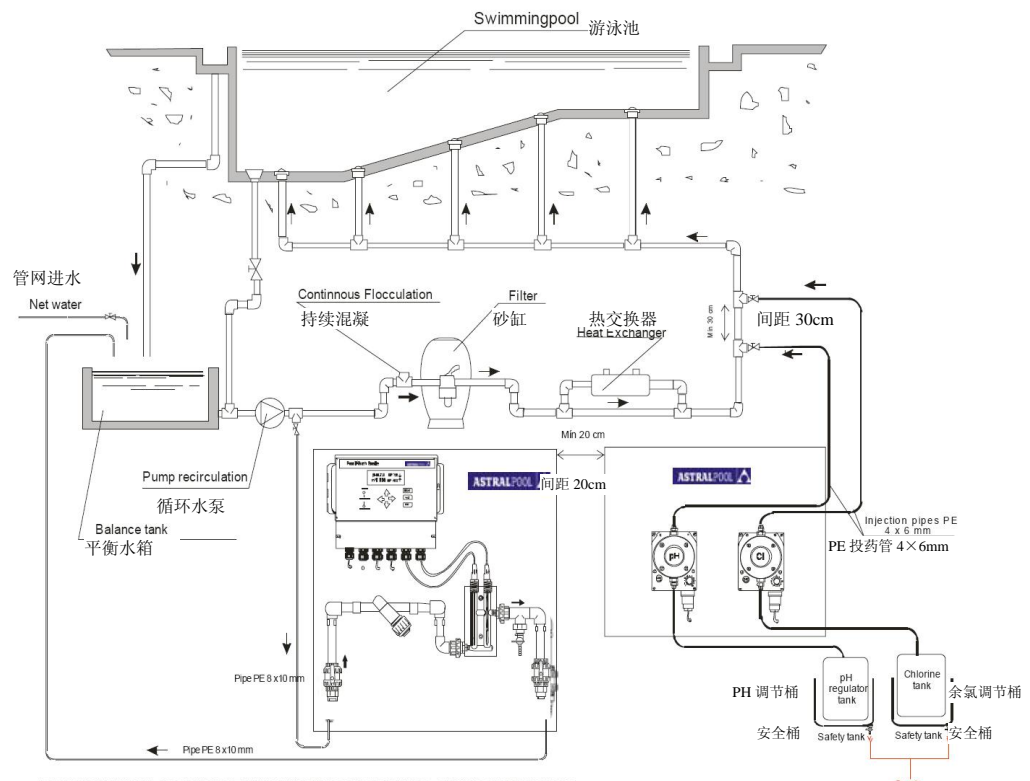 Swimmingpool 游泳池
管网进水
Net water
Continnous Flocculation
持续混凝
Filter
砂缸
热交换器
Heat Exchanger
Min 30 cm
间距 30cm
Pump recirculation
循环水泵
Balance tank
平衡水箱
Min 20 cm
ASTRALPOOL
间距 20cm
ASTRALPOOL
Injection pipes PE
4 x 6 mm
PE 投药管 4×6mm
pH
Cl
Pipe PE 8 x10 mm
Pipe PE 8 x10 mm
PH 调节桶
pH
regulator
tank
Chlorine
tank
余氯调节桶
安全桶
Safety tank
Safety tank
安全桶